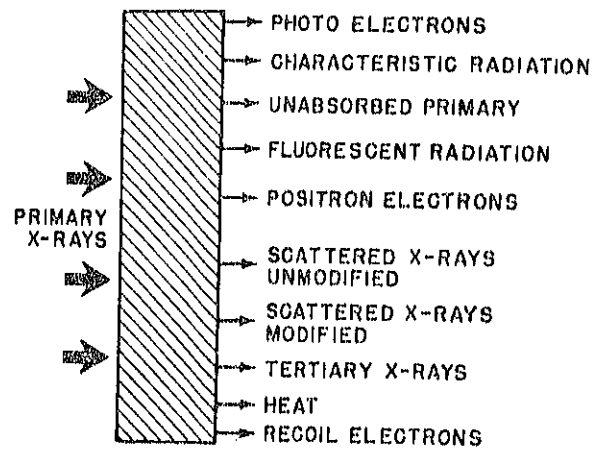 PHOTO ELECTRONS
CHARACTERISTIC RADIATION
UNABSORBED PRIMARY
FLUORESCENT RADIATION
POSITRON ELECTRONS
PRIMARY
X-RAYS
SCATTERED X-RAYS
UNMODIFIED
SCATTERED X-RAYS
MODIFIED
TERTIARY X-RAYS
HEAT
RECOIL ELECTRONS